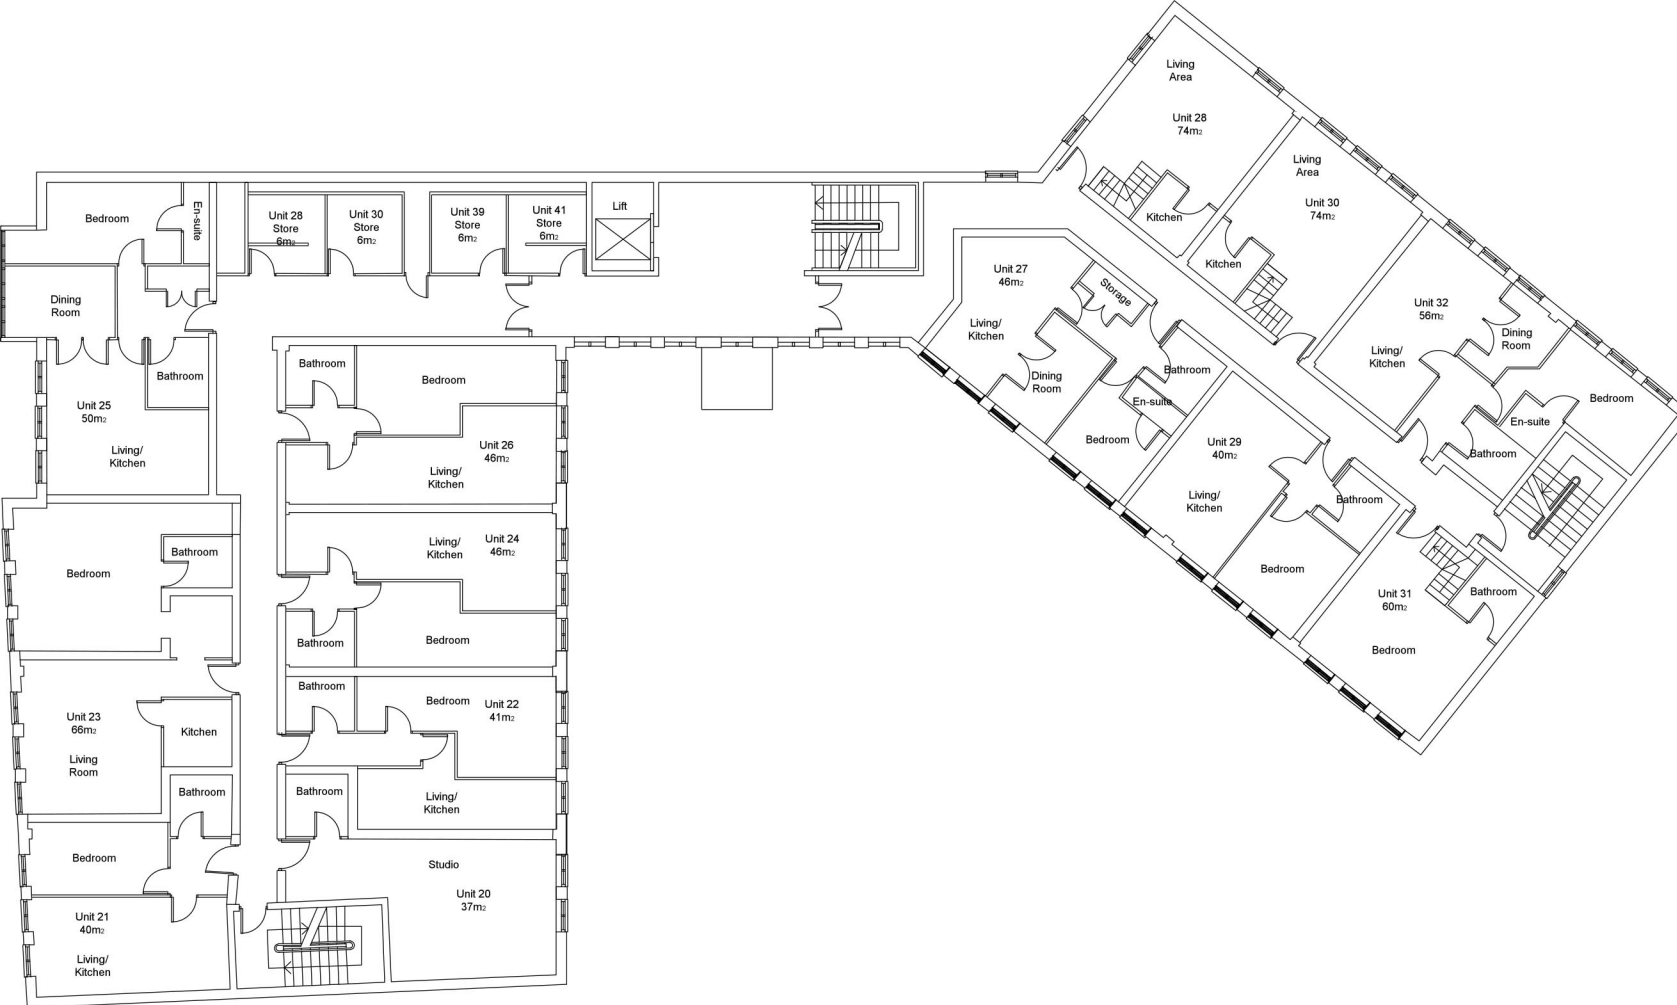 Living
Area
Unit 28
74m2
Living
Area
Unit 30
74m2
Kitchen
Kitchen
Bedroom
En-suite
Unit 28
Store
6m2
Unit 30
Store
6m2
Unit 39
Store
6m2
Unit 41
Store
6m2
Lift
Dining
Room
Bathroom
Unit 25
50m2
Living/
Kitchen
Unit 27
46m2
Storage
Living/
Kitchen
Dining
Room
Bathroom
En-suite
Bedroom
Unit 32
56m2
Dining
Room
Living/
Kitchen
Bedroom
En-suite
Bathroom
Unit 29
40m2
Living/
Kitchen
Bathroom
Bedroom
Unit 31
60m2
Bathroom
Bedroom
Bathroom
Bedroom
Unit 26
46m2
Living/
Kitchen
Living/
Kitchen
Unit 24
46m2
Bathroom
Bedroom
Bedroom
Bathroom
Unit 23
66m2
Living
Room
Kitchen
Bathroom
Bedroom
Unit 22
41m2
Living/
Kitchen
Bathroom
Bathroom
Bedroom
Unit 21
40m2
Living/
Kitchen
Studio
Unit 20
37m2